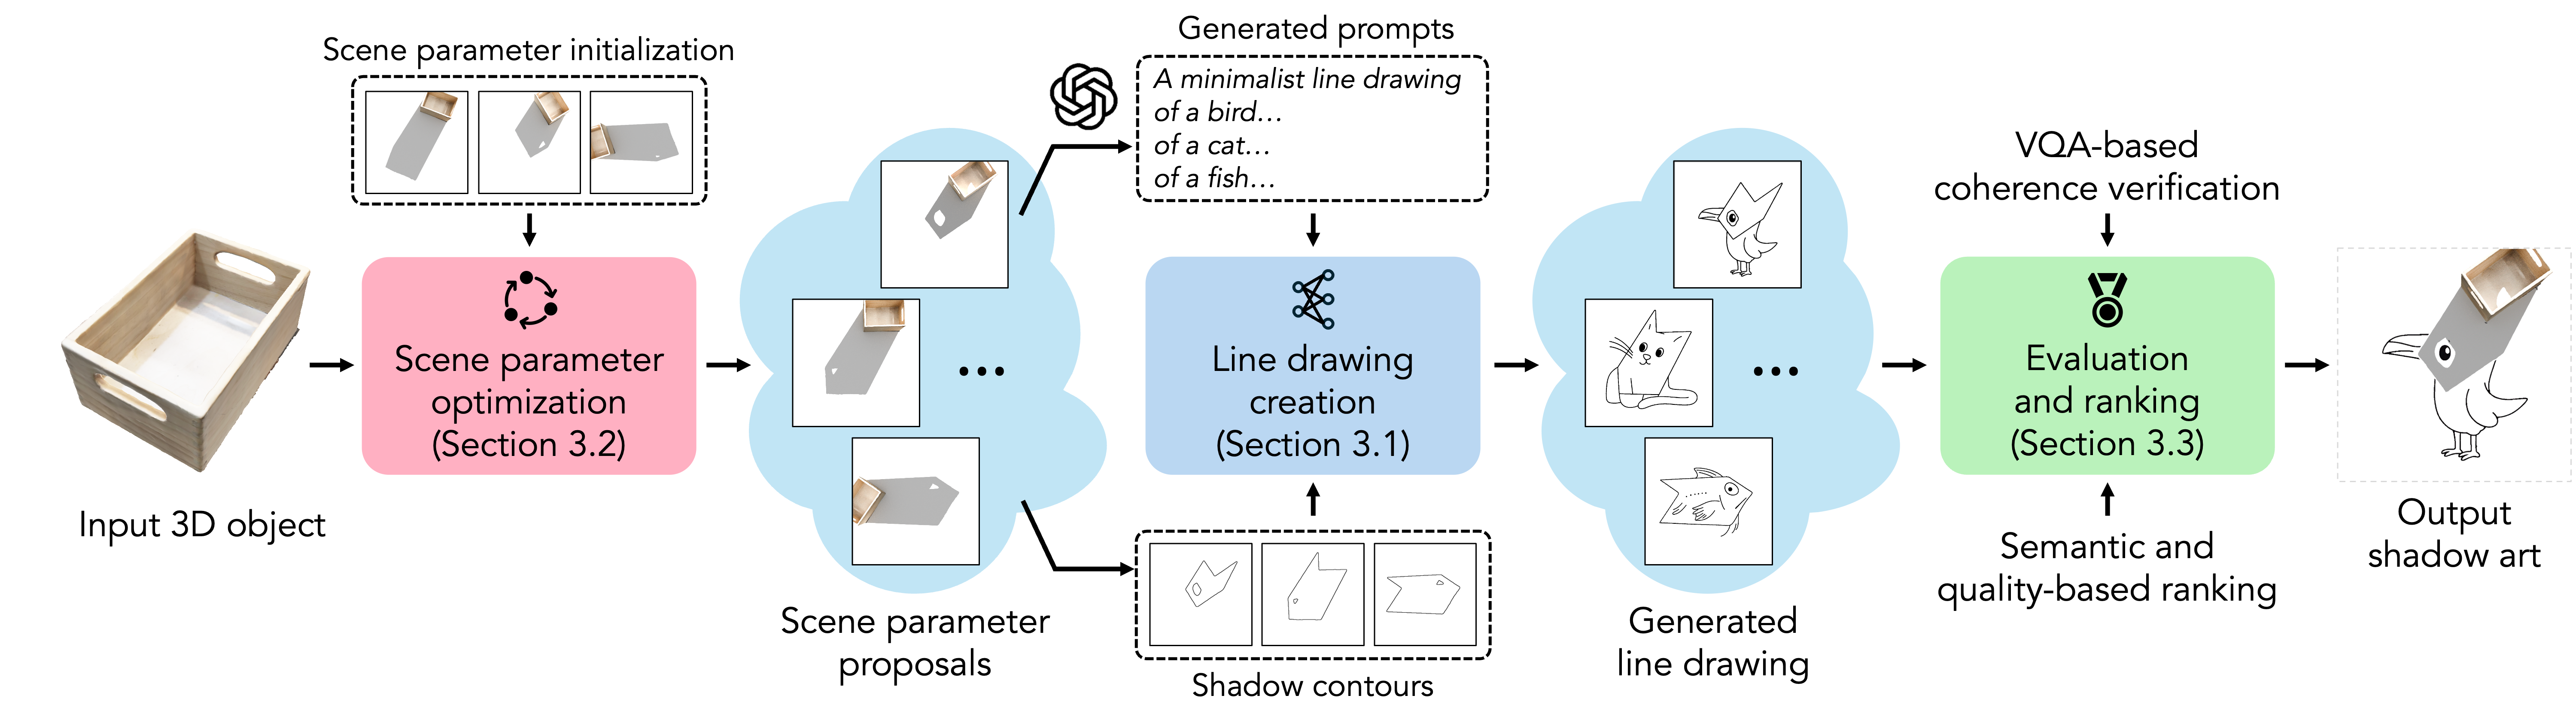 Scene parameter initialization
Input 3D object
Scene parameter
optimization
(Section 3.2)
Scene parameter
proposals
Generated prompts
A minimalist line drawing
of a bird...
of a cat...
of a fish...
Line drawing
creation
(Section 3.1)
Shadow contours
Generated
line drawing
VQA-based
coherence verification
Evaluation
and ranking
(Section 3.3)
Semantic and
quality-based ranking
Output
shadow art